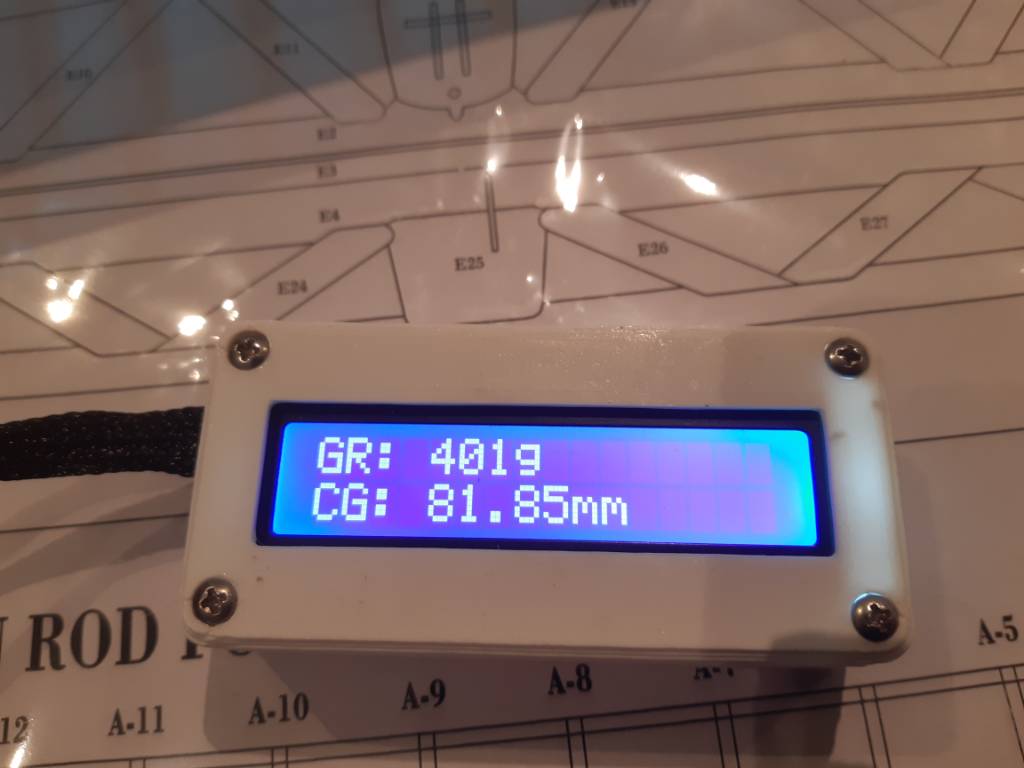 E11
E2
E3
E4
E27
E26
E25
E24
GR: 401g
CG: 81.85mm
ROD
A-5
A-8
A-9
A-10
A-11
12